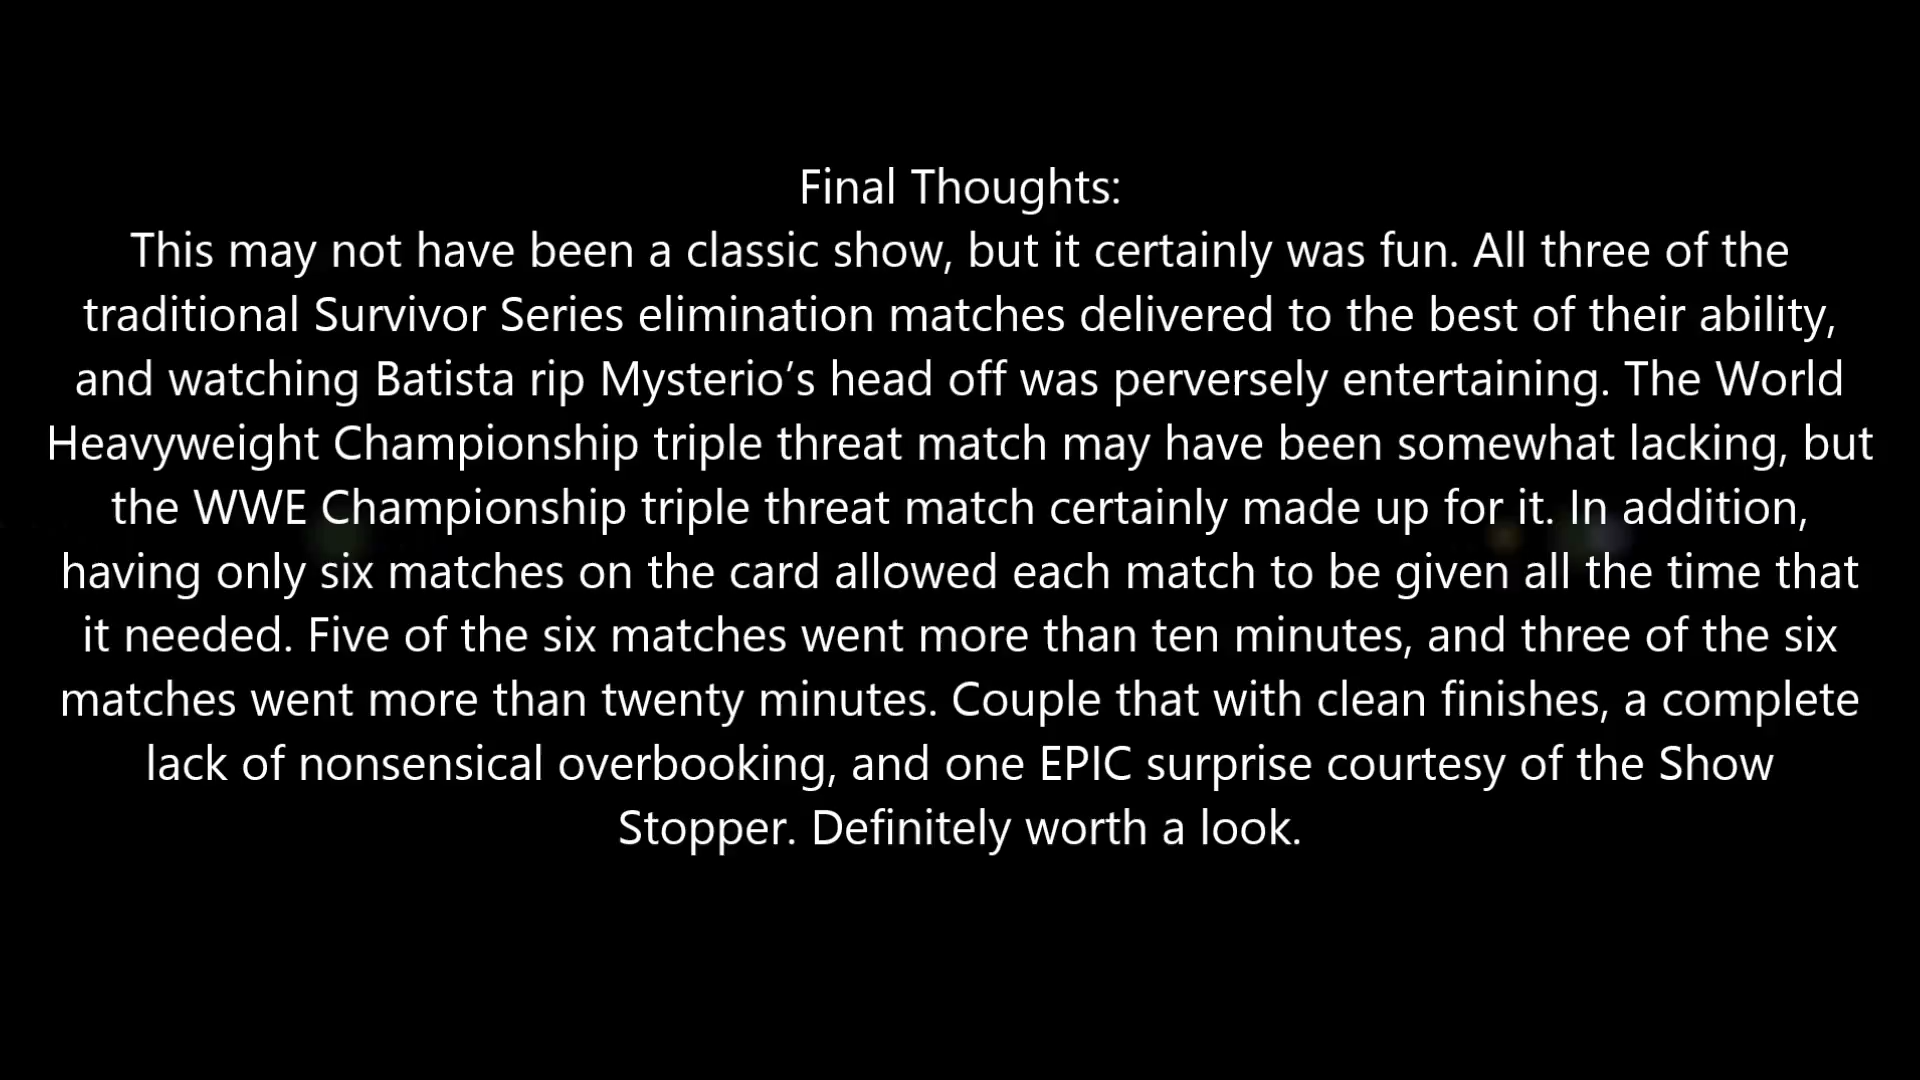 Final Thoughts:
This may not have been a classic show, but it certainly was fun. All three of the
traditional Survivor Series elimination matches delivered to the best of their ability,
and watching Batista rip Mysterio’s head off was perversely entertaining. The World
Heavyweight Championship triple threat match may have been somewhat lacking, but
the WWE Championship triple threat match certainly made up for it. In addition,
having only six matches on the card allowed each match to be given all the time that
it needed. Five of the six matches went more than ten minutes, and three of the six
matches went more than twenty minutes. Couple that with clean finishes, a complete
lack of nonsensical overbooking, and one EPIC surprise courtesy of the Show
Stopper. Definitely worth a look.